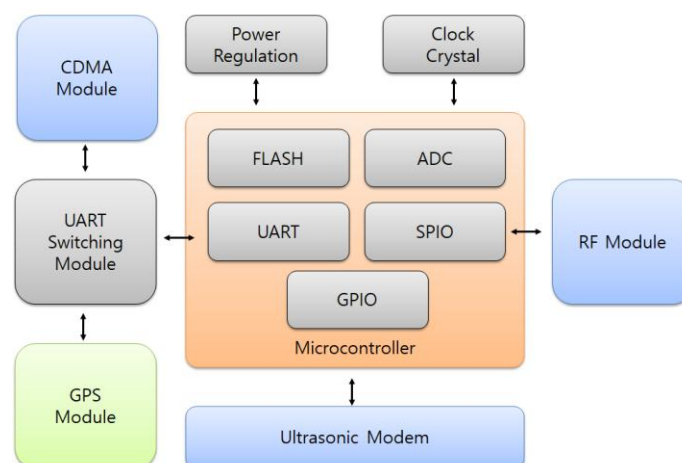 Power
Regulation
Clock
Crystal
CDMA
Module
FLASH
ADC
UART
Switching
Module
UART
SPIO
RF Module
GPIO
Microcontroller
GPS
Module
Ultrasonic Modem